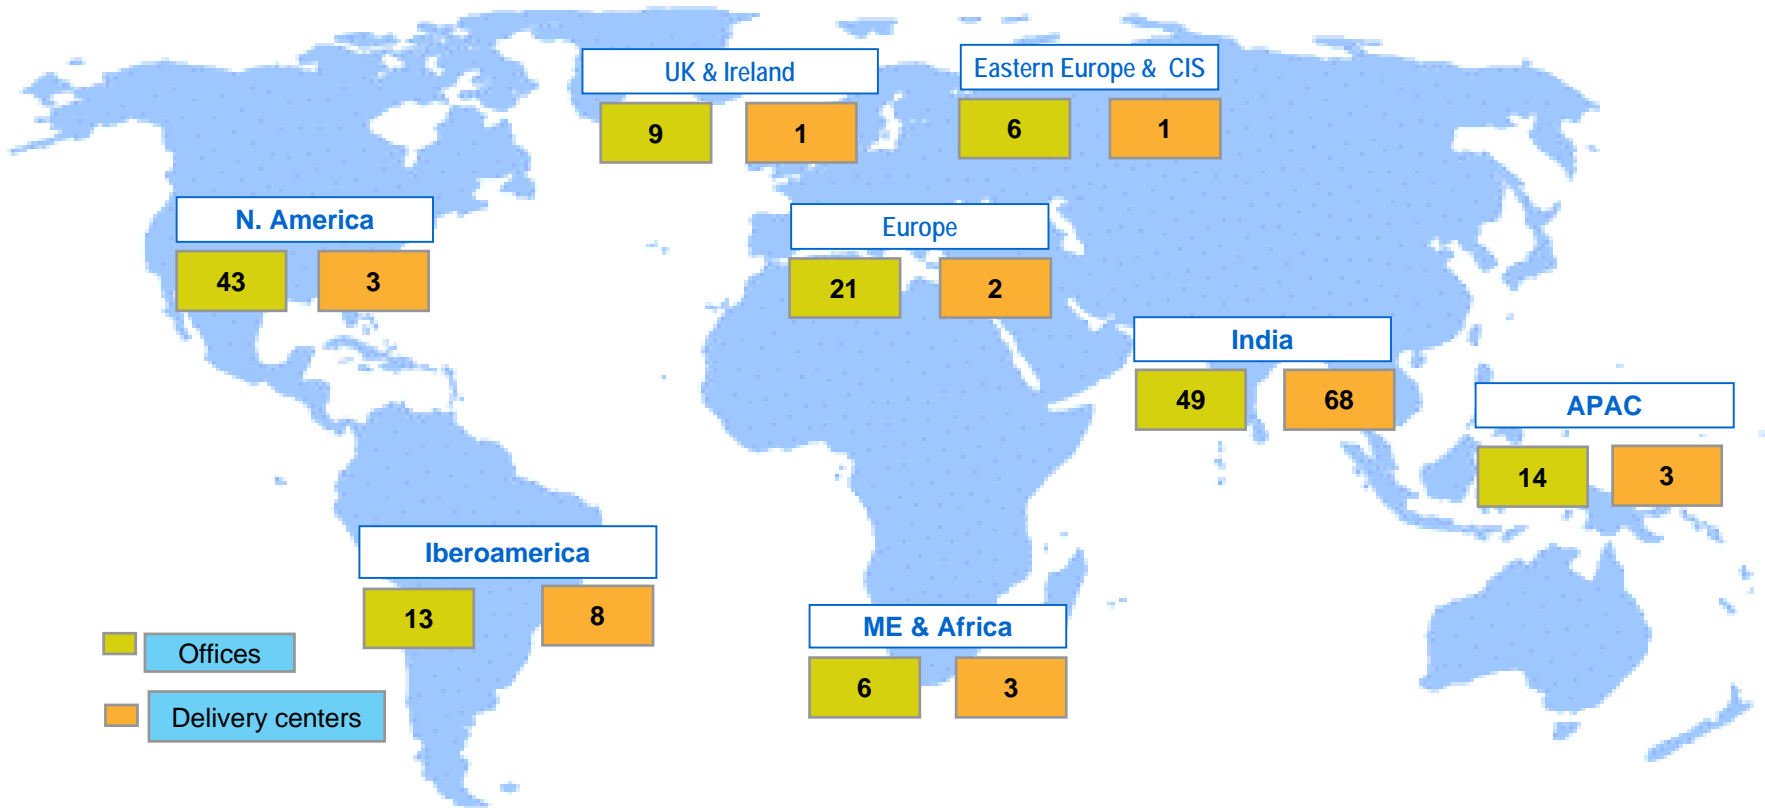 UK & Ireland
9 1
Eastern Europe & CIS
6 1
N. America
43 3
Europe
21 2
India
49 68
APAC
14 3
Iberoamerica
13 8
ME & Africa
6 3
Offices
Delivery centers